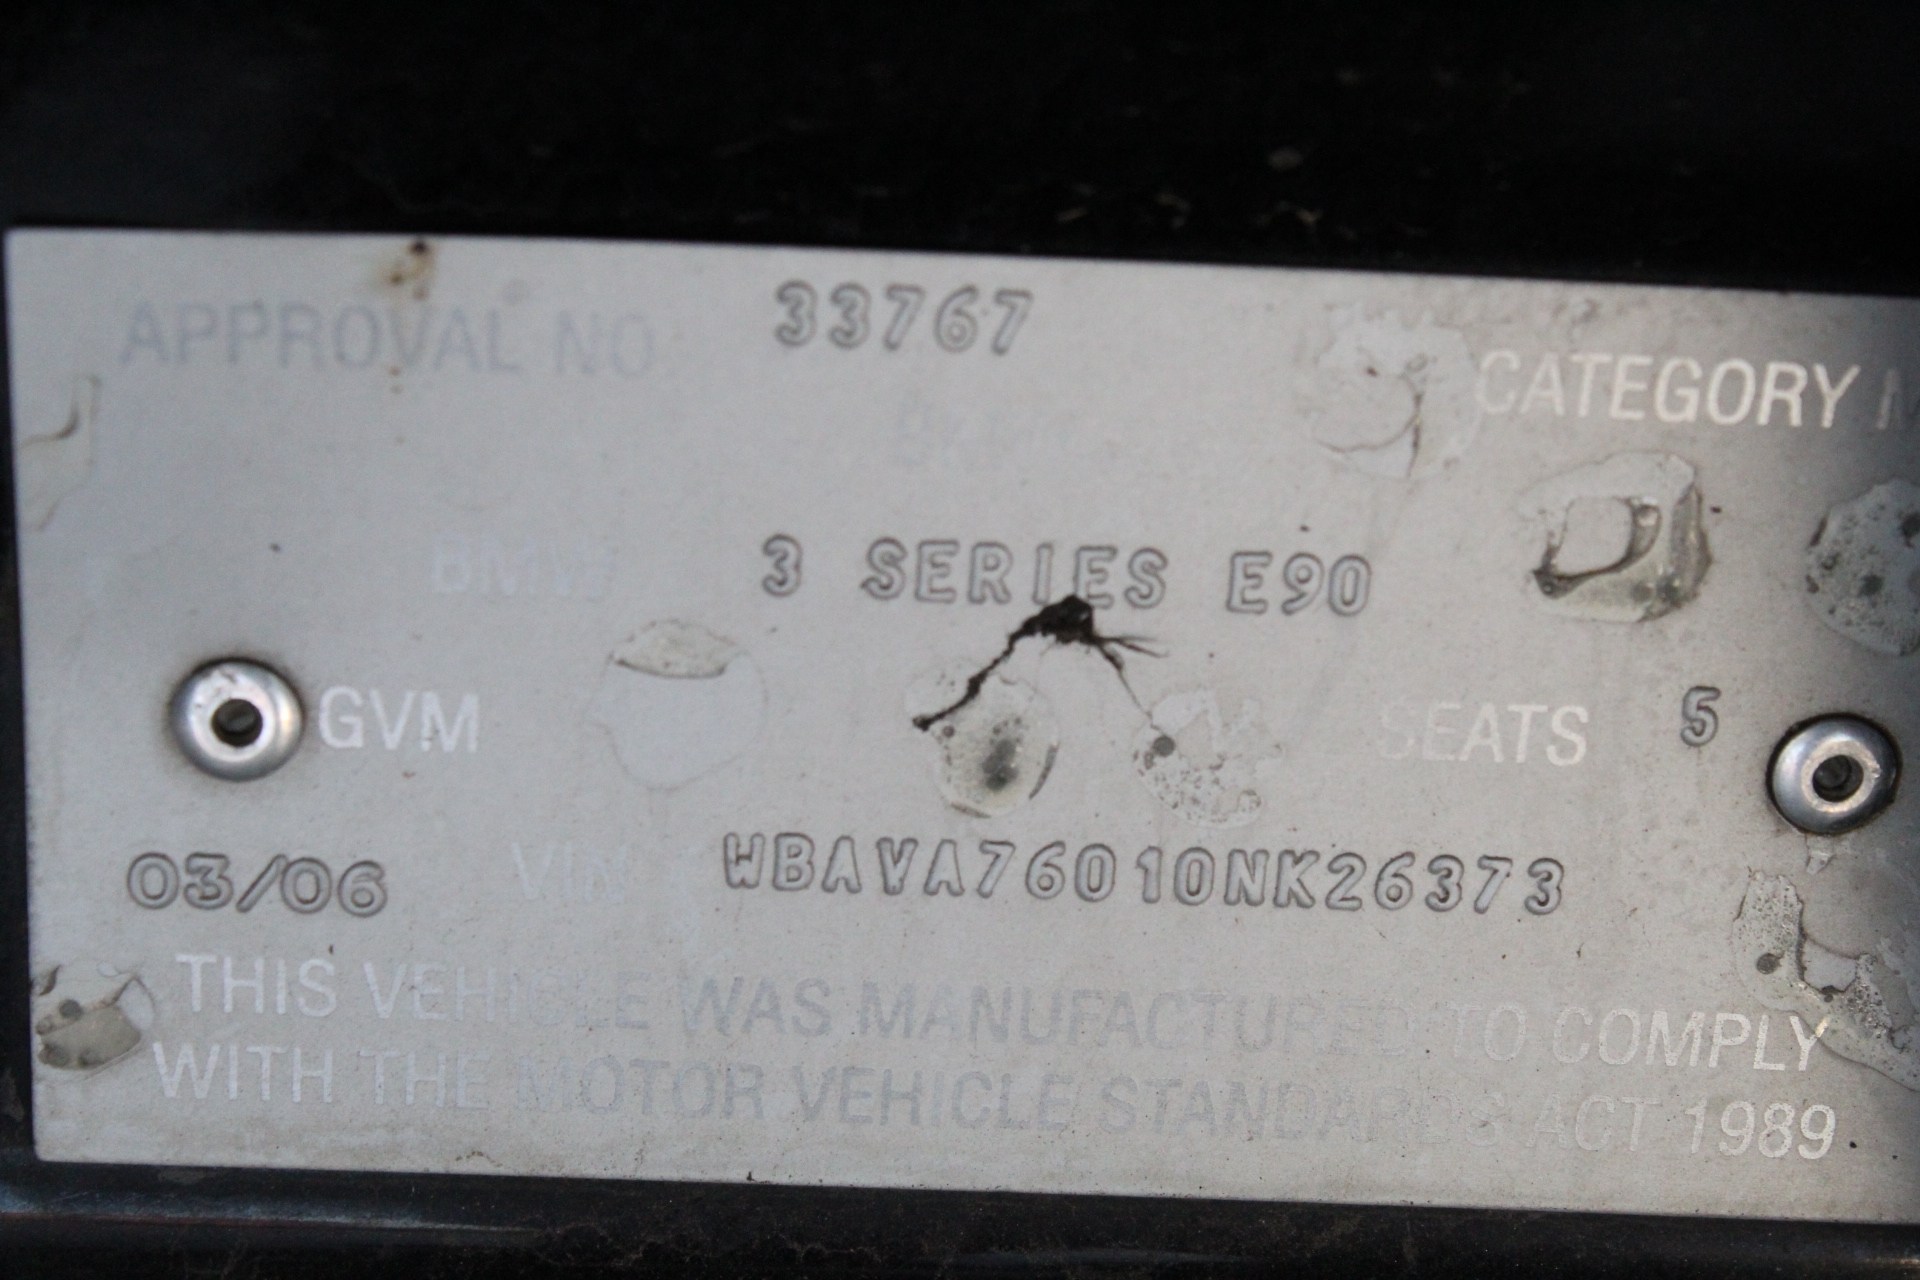 APPROVAL NO. 33767
CATEGORY
BMW 3 SERIES E90
GVM SEATS 5
03/06 VIN WBAVA76010NK26373
THIS VEHICLE WAS MANUFACTURED TO COMPLY
WITH THE MOTOR VEHICLE STANDARDS ACT 1989